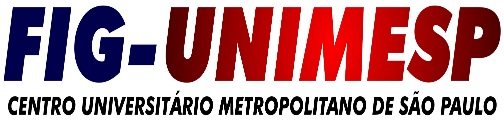 FIG-UNIMESP
CENTRO UNIVERSITÁRIO METROPOLITANO DE SÃO PAULO